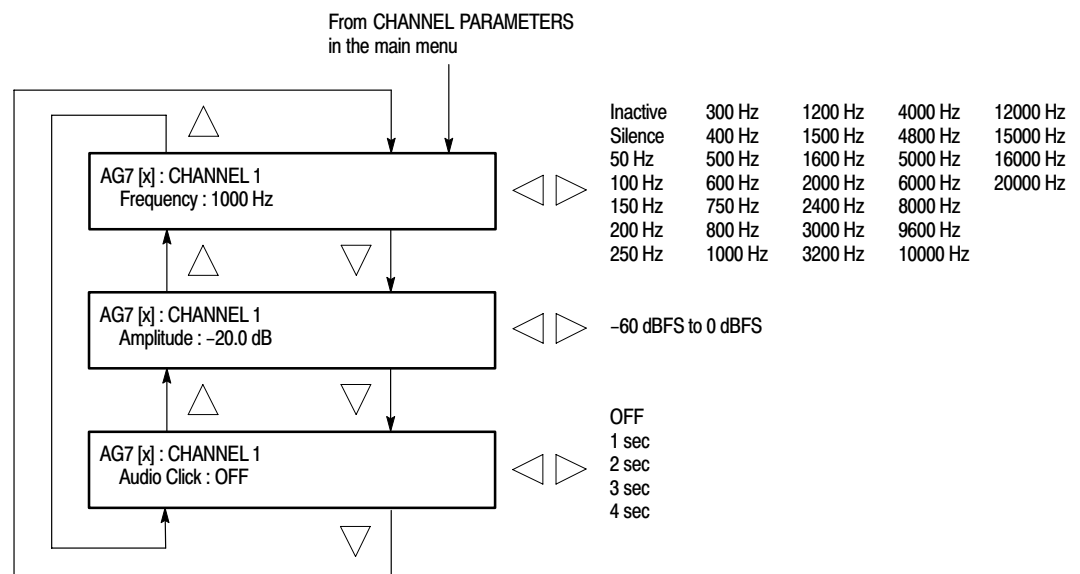 From CHANNEL PARAMETERS
in the main menu
AG7 [x] : CHANNEL 1
Frequency : 1000 Hz
Inactive 300 Hz 1200 Hz 4000 Hz 12000 Hz
Silence 400 Hz 1500 Hz 4800 Hz 15000 Hz
50 Hz 500 Hz 1600 Hz 5000 Hz 16000 Hz
100 Hz 600 Hz 2000 Hz 6000 Hz 20000 Hz
150 Hz 750 Hz 2400 Hz 8000 Hz
200 Hz 800 Hz 3000 Hz 9600 Hz
250 Hz 1000 Hz 3200 Hz 10000 Hz
AG7 [x] : CHANNEL 1
Amplitude : –20.0 dB
–60 dBFS to 0 dBFS
AG7 [x] : CHANNEL 1
Audio Click : OFF
OFF
1 sec
2 sec
3 sec
4 sec